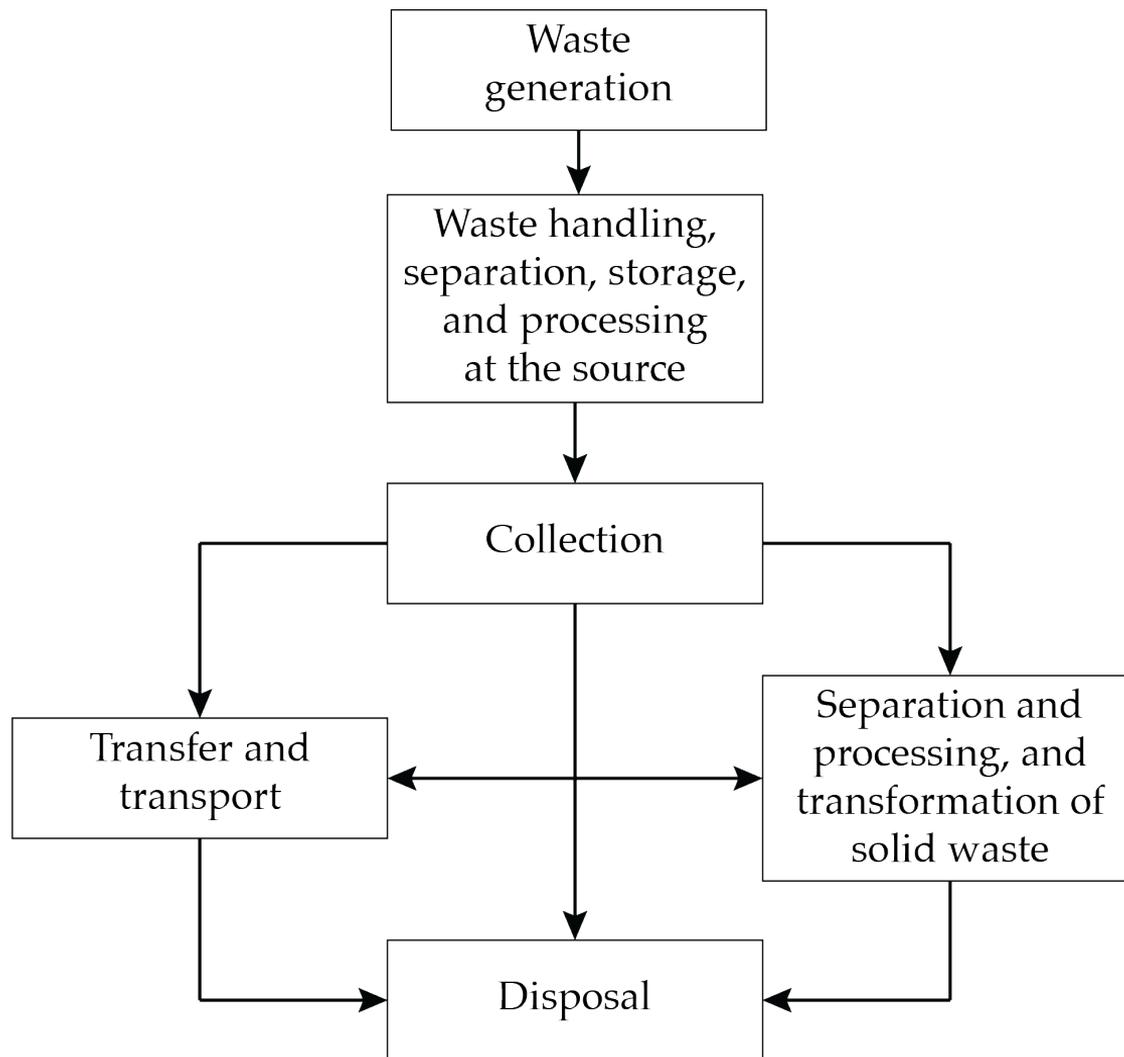 Waste
generation
Waste handling,
separation, storage,
and processing
at the source
Collection
Transfer and
transport
Separation and
processing, and
transformation of
solid waste
Disposal